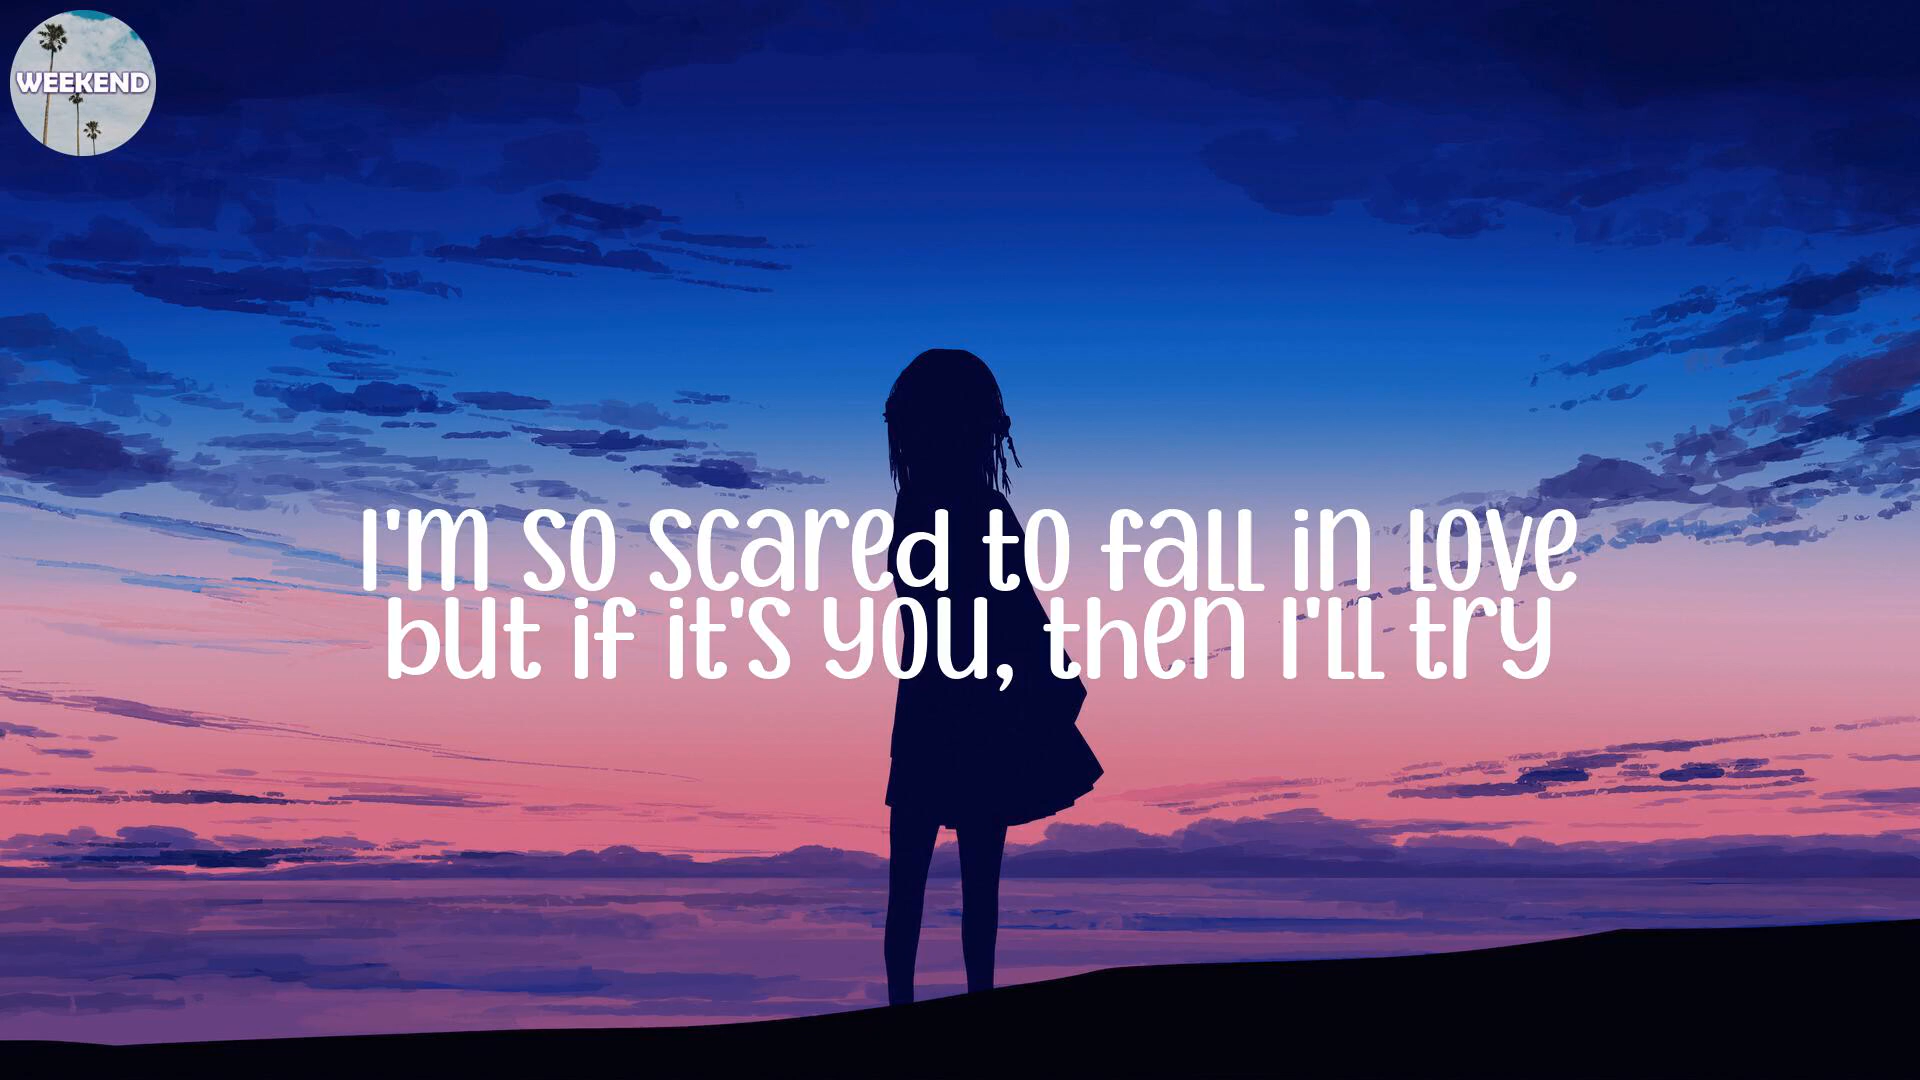 WEEKEND
I'm so scared to fall in love
but if it's you, then I'll try